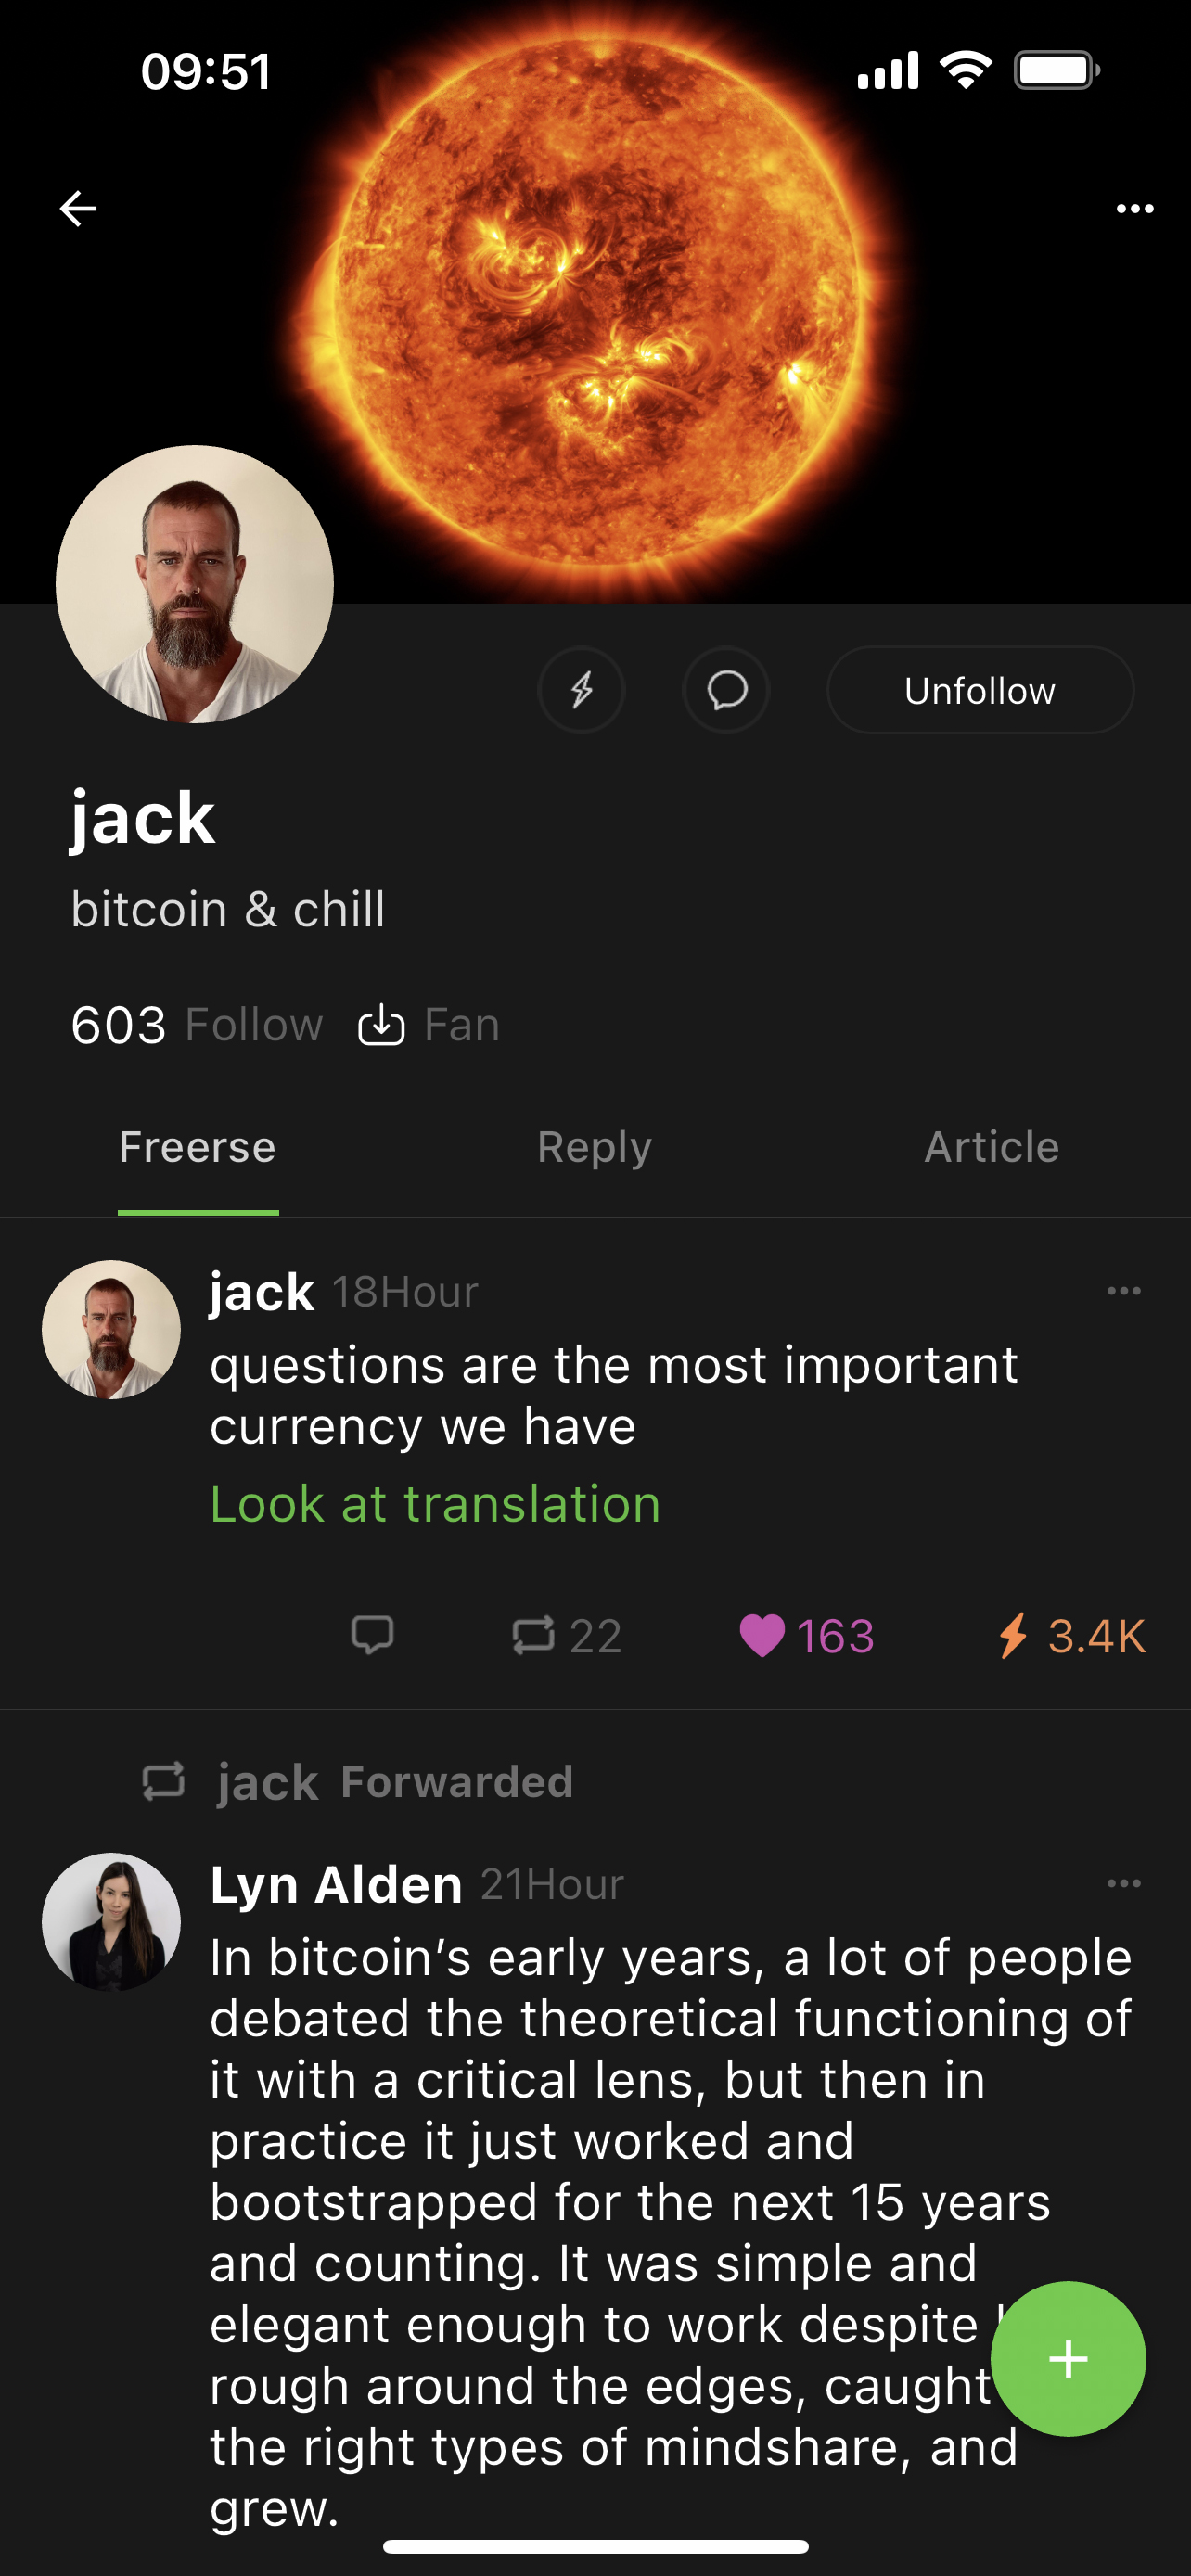 09:51
Unfollow
jack
bitcoin & chill
603 Follow Fan
Freerse Reply Article
jack 18Hour
questions are the most important
currency we have
Look at translation
22 163 3.4K
jack Forwarded
Lyn Alden 21Hour
In bitcoin’s early years, a lot of people
debated the theoretical functioning of
it with a critical lens, but then in
practice it just worked and
bootstrapped for the next 15 years
and counting. It was simple and
elegant enough to work despite
rough around the edges, caught
the right types of mindshare, and
grew.